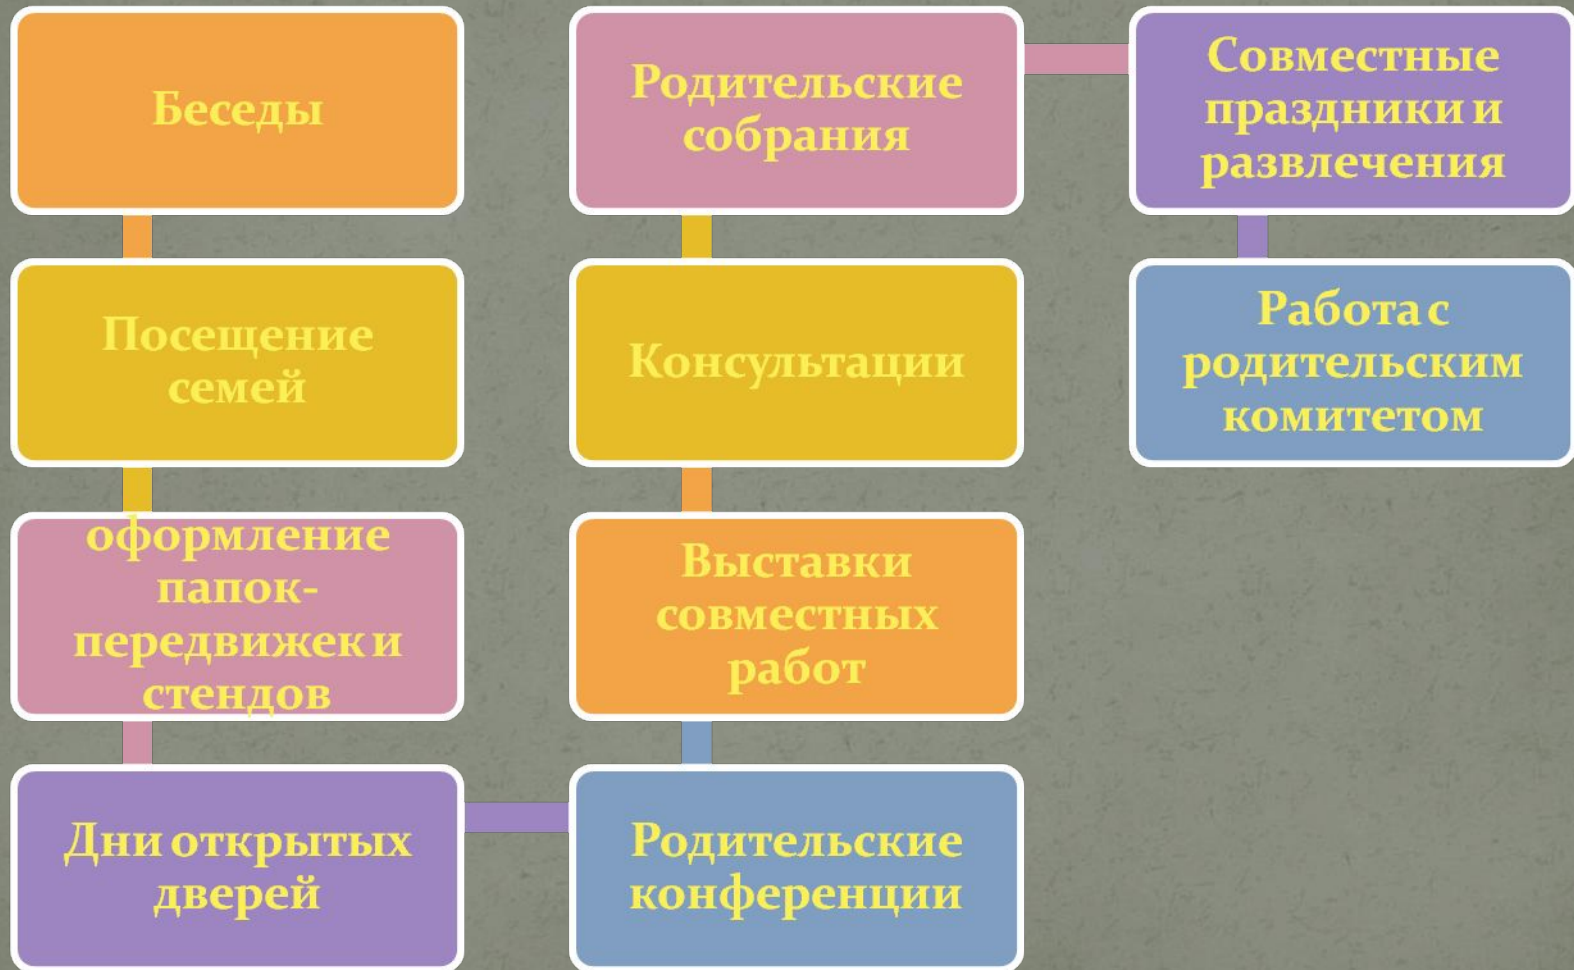 Беседы
Посещение
семей
оформление
папок-
передвижек и
стендов
Дни открытых
дверей
Родительские
конференции
Выставки
совместных
работ
Консультации
Родительские
собрания
Совместные
праздники и
развлечения
Работа с
родительским
комитетом